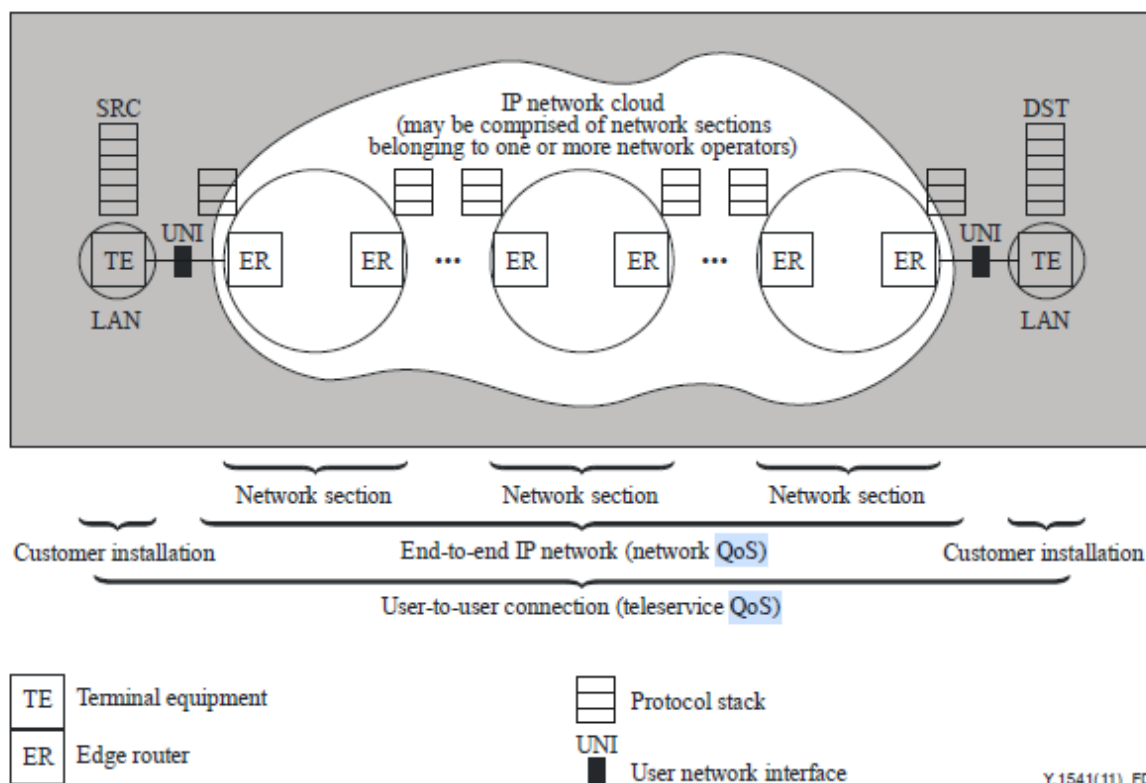 IP network cloud
(may be comprised of network sections
belonging to one or more network operators)
SRC
DST
UNI
UNI
TE
ER
ER
...
ER
ER
...
ER
ER
TE
LAN
LAN
Network section
Network section
Network section
Customer installation
End-to-end IP network (network QoS)
Customer installation
User-to-user connection (teleservice QoS)
TE
Terminal equipment
Protocol stack
ER
Edge router
UNI
User network interface